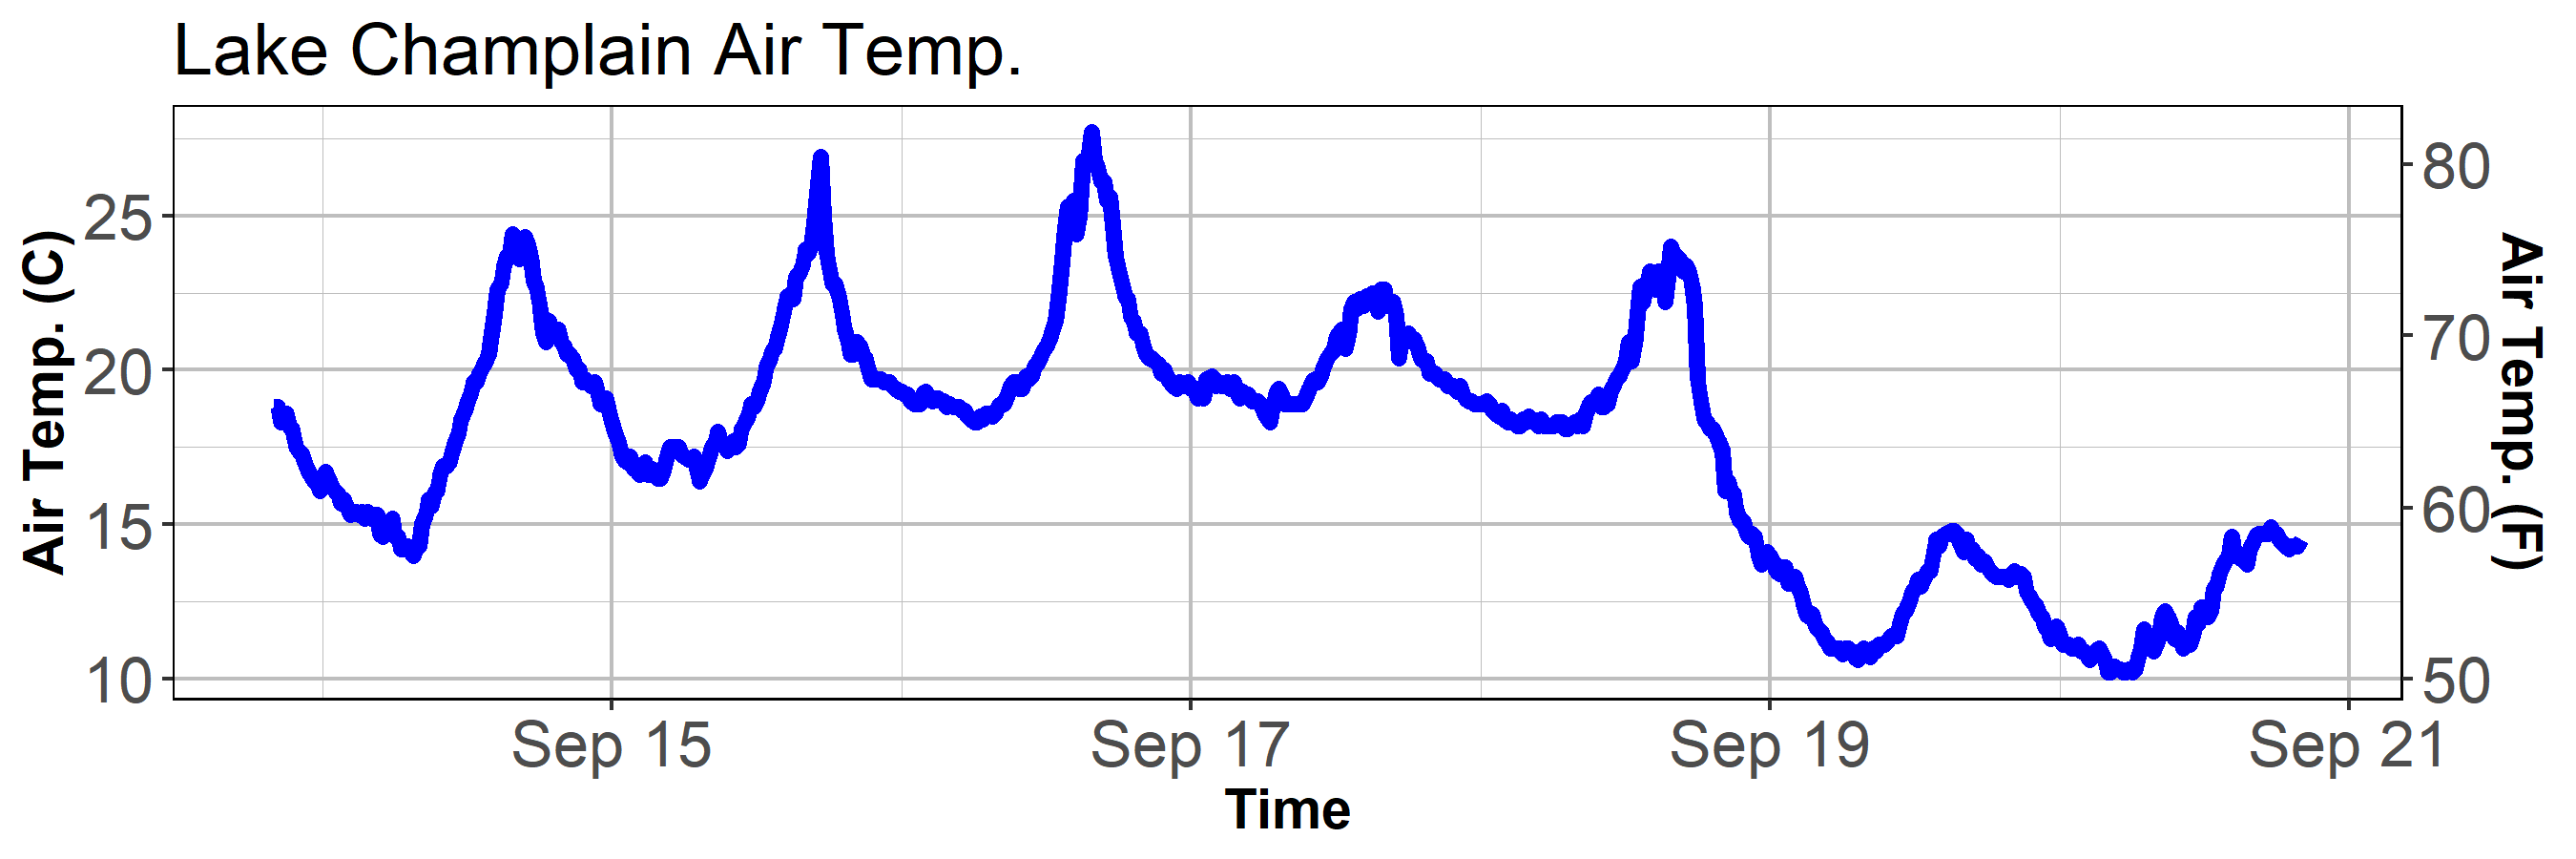 Lake Champlain Air Temp.
Air Temp. (C)
25
20
15
10
80
70
60
50
Air Temp. (F)
Sep 15
Sep 17
Sep 19
Sep 21
Time